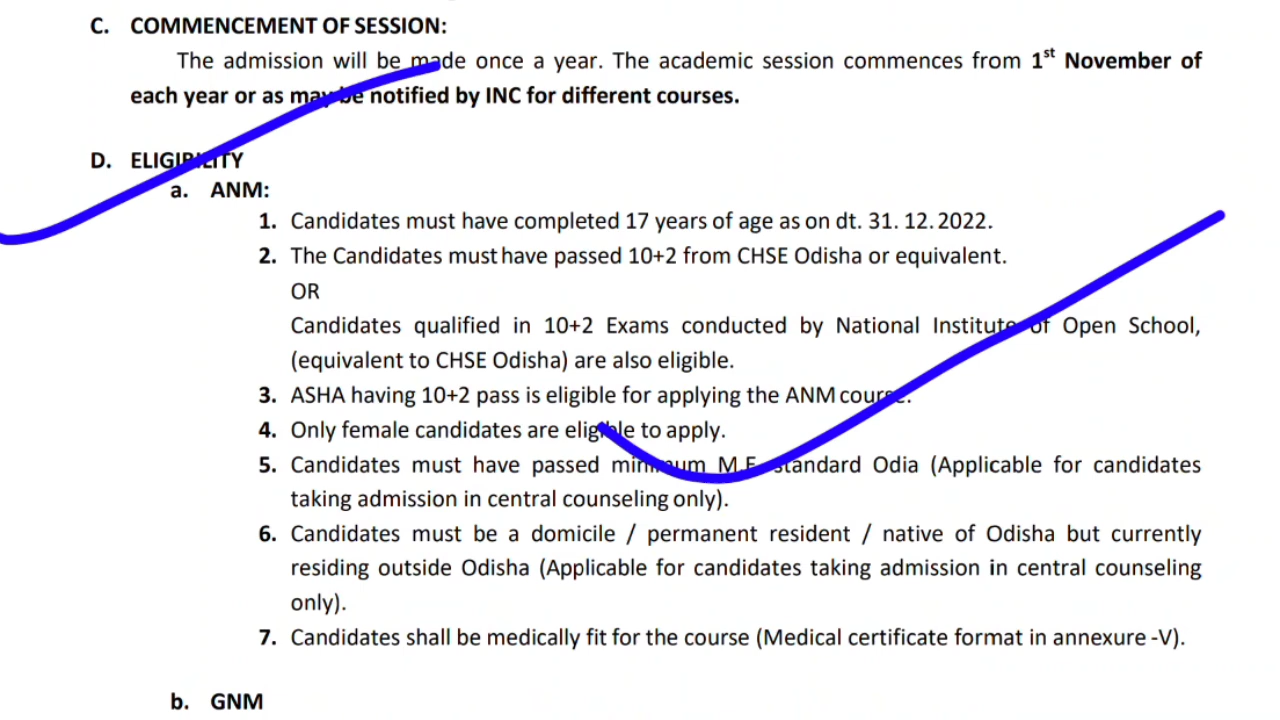 C. COMMENCEMENT OF SESSION:
The admission will be made once a year. The academic session commences from 1st November of
each year or as may be notified by INC for different courses.
D. ELIGIBILITY
a. ANM:
1. Candidates must have completed 17 years of age as on dt. 31. 12. 2022.
2. The Candidates must have passed 10+2 from CHSE Odisha or equivalent.
OR
Candidates qualified in 10+2 Exams conducted by National Institute of Open School,
(equivalent to CHSE Odisha) are also eligible.
3. ASHA having 10+2 pass is eligible for applying the ANM course.
4. Only female candidates are eligible to apply.
5. Candidates must have passed minimum M.E. standard Odia (Applicable for candidates
taking admission in central counseling only).
6. Candidates must be a domicile / permanent resident / native of Odisha but currently
residing outside Odisha (Applicable for candidates taking admission in central counseling
only).
7. Candidates shall be medically fit for the course (Medical certificate format in annexure -V).
b. GNM